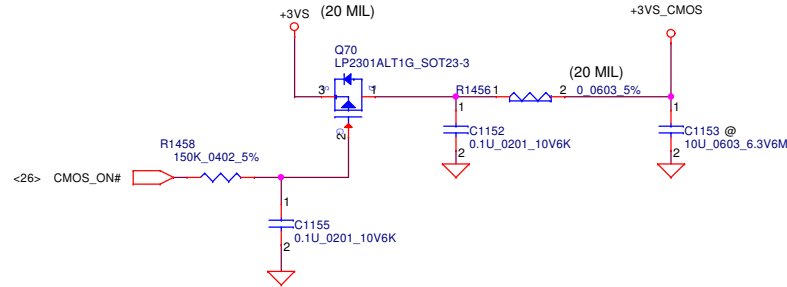 +3VS (20 MIL)
+3VS_CMOS
Q70
LP2301ALT1G_SOT23-3
(20 MIL)
3 1 R1456 1 2 0_0603_5%
2
1
C1152
0.1U_0201_10V6K
2
1
C1153 @
10U_0603_6.3V6M
2
R1458
150K_0402_5%
<26> CMOS_ON#
1
C1155
0.1U_0201_10V6K
2